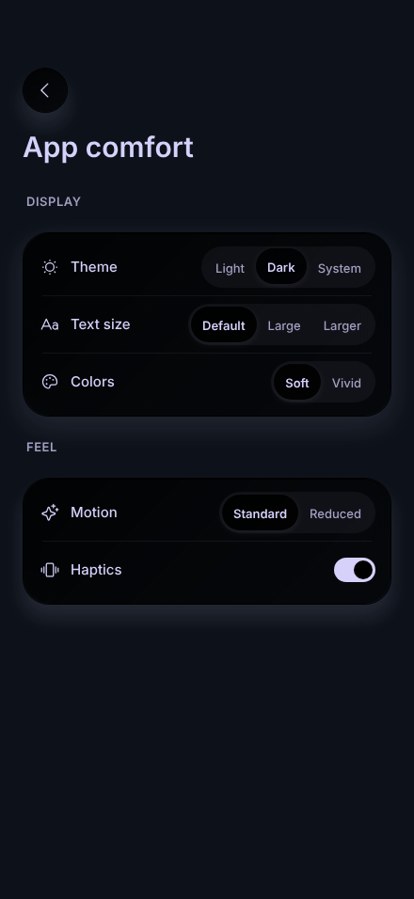 App comfort
DISPLAY
Theme Light Dark System
Aa Text size Default Large Larger
Colors Soft Vivid
FEEL
Motion Standard Reduced
Haptics